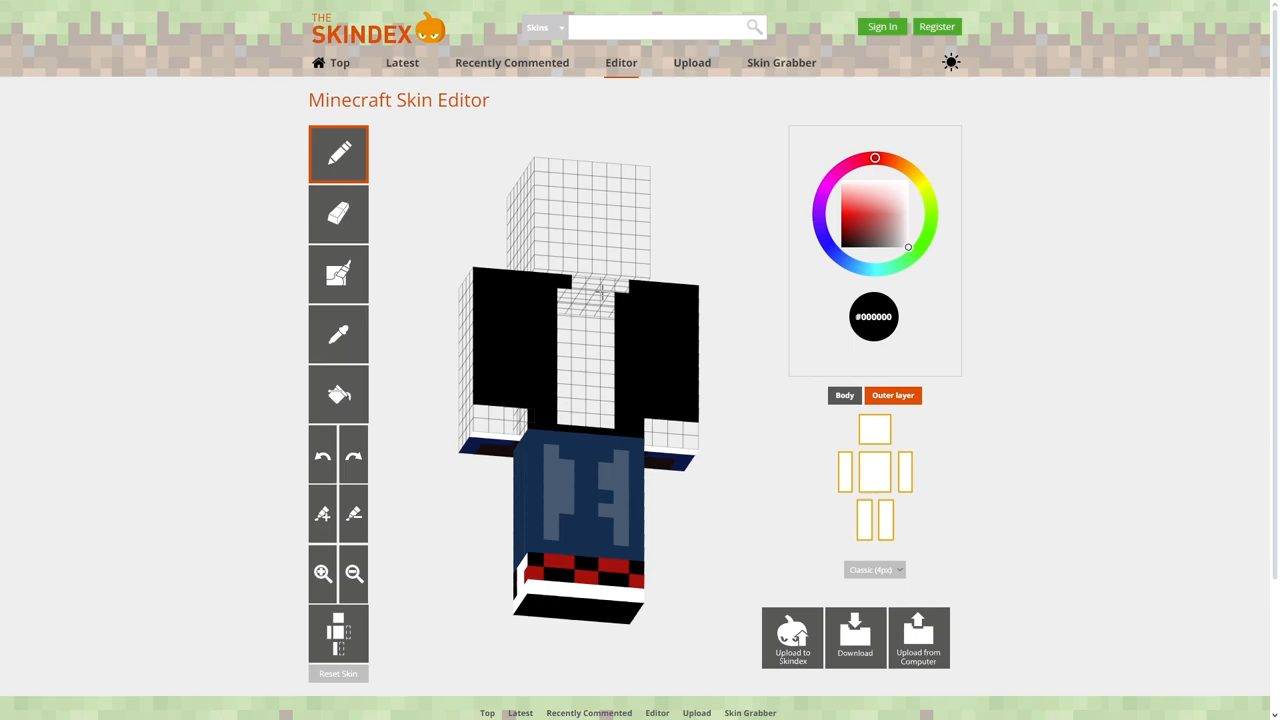 THE
SKINDEX
Skins
Sign In
Register
Top
Latest
Recently Commented
Editor
Upload
Skin Grabber
Minecraft Skin Editor
#000000
Body
Outer layer
Classic (4px)
Upload to
Skindex
Download
Upload from
Computer
Reset Skin
Top
Latest
Recently Commented
Editor
Upload
Skin Grabber